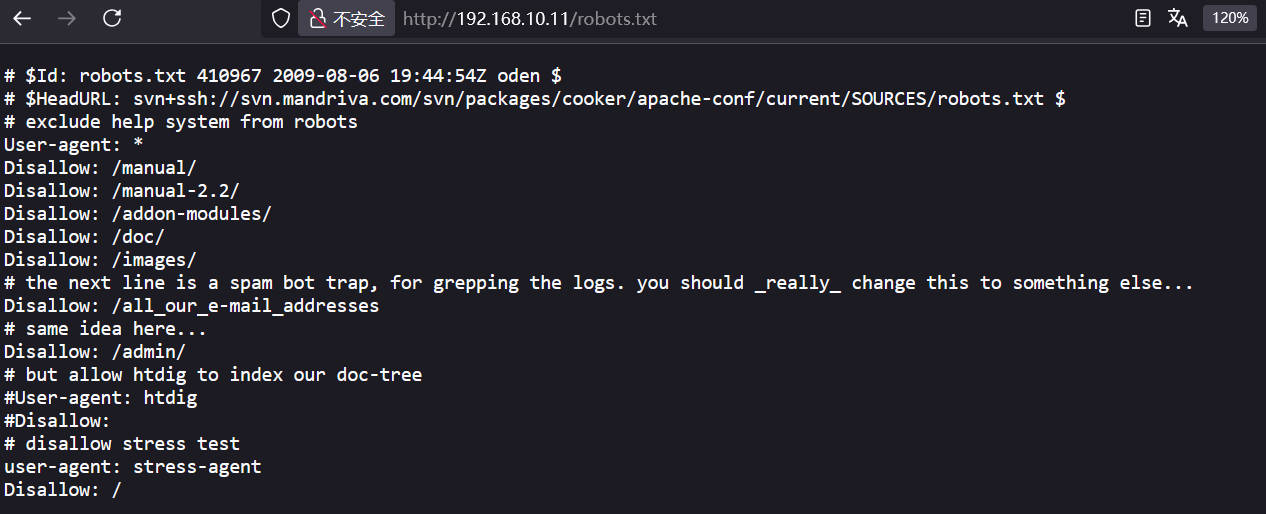 不安全 http://192.168.10.11/robots.txt 120%
# $Id: robots.txt 410967 2009-08-06 19:44:54Z oden $
# $HeadURL: svn+ssh://svn.mandriva.com/svn/packages/cooker/apache-conf/current/SOURCES/robots.txt $
# exclude help system from robots
User-agent: *
Disallow: /manual/
Disallow: /manual-2.2/
Disallow: /addon-modules/
Disallow: /doc/
Disallow: /images/
# the next line is a spam bot trap, for grepping the logs. you should _really_ change this to something else...
Disallow: /all_our_e-mail_addresses
# same idea here...
Disallow: /admin/
# but allow htdig to index our doc-tree
#User-agent: htdig
#Disallow:
# disallow stress test
user-agent: stress-agent
Disallow: /